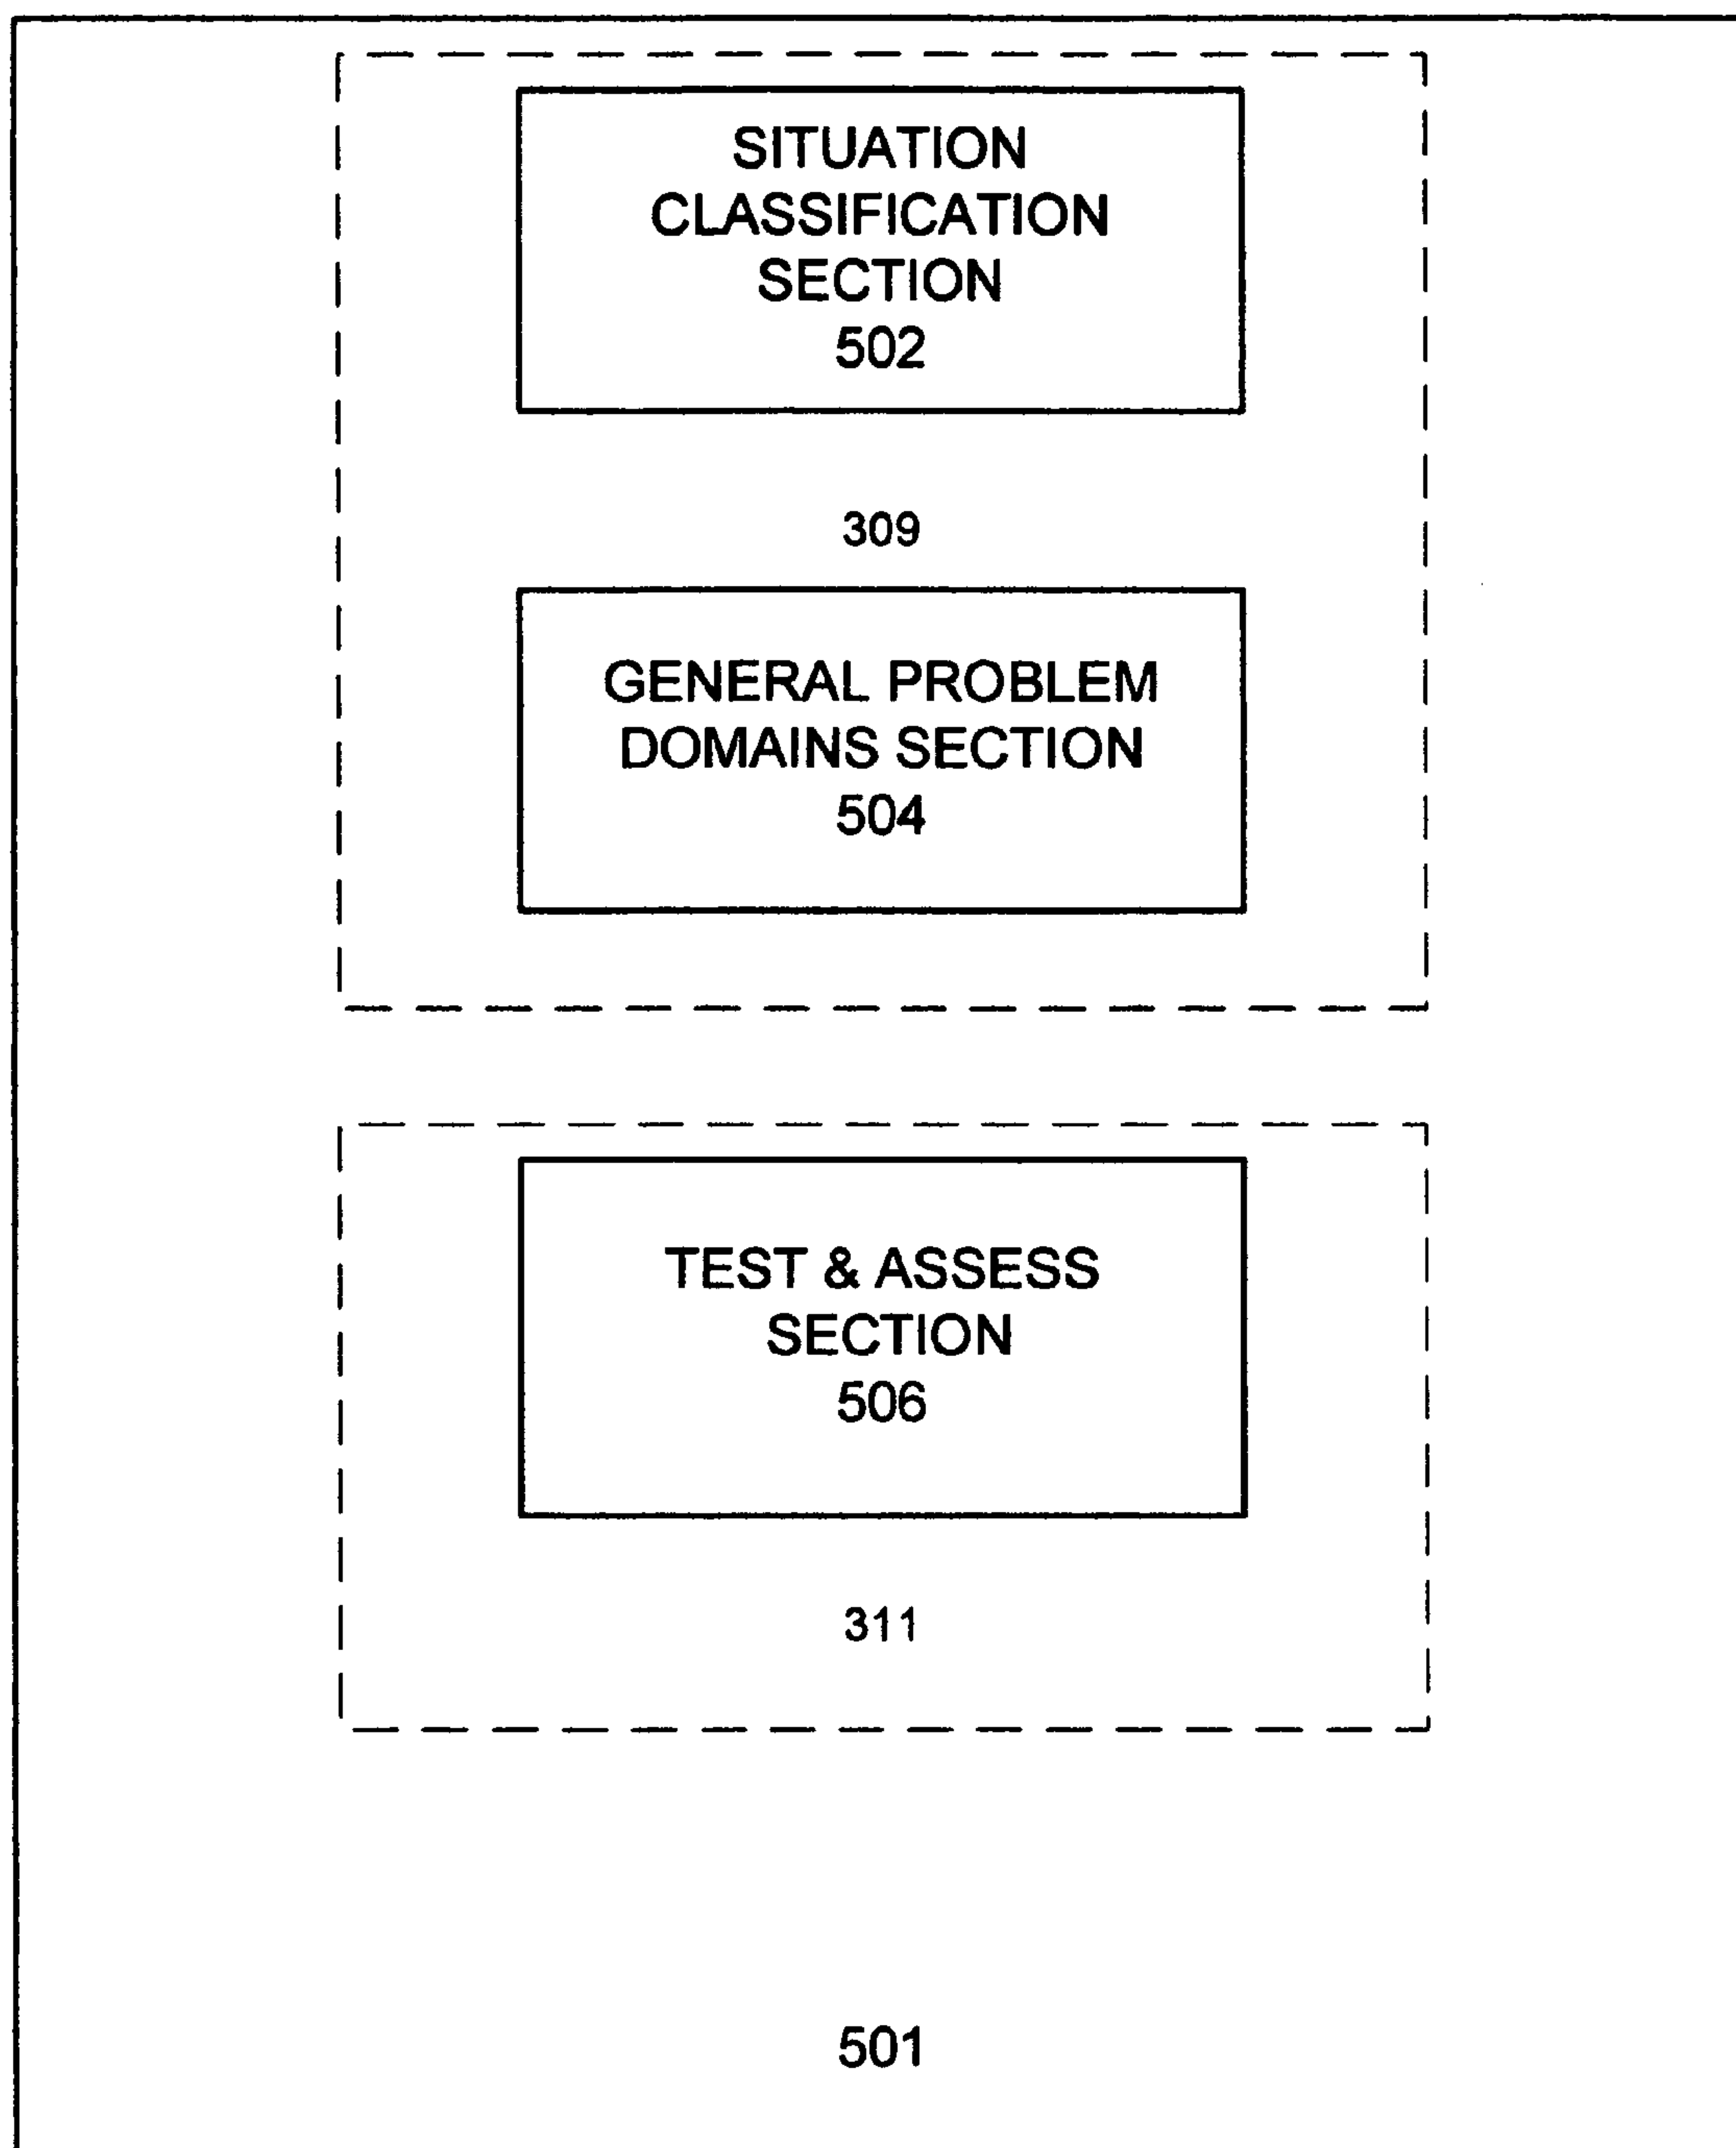 SITUATION
CLASSIFICATION
SECTION
502
309
GENERAL PROBLEM
DOMAINS SECTION
504
TEST & ASSESS
SECTION
506
311
501